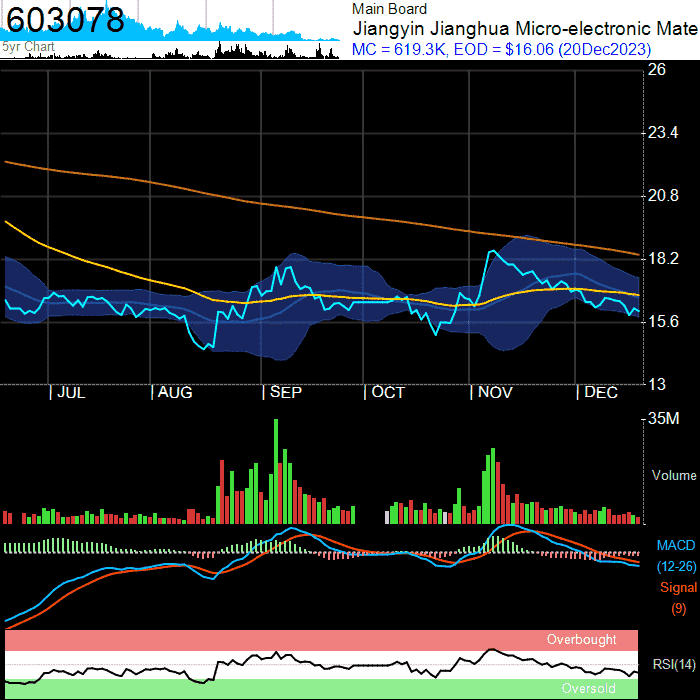 603078
5yr Chart
Main Board
Jiangyin Jianghua Micro-electronic Mate
MC = 619.3K, EOD = $16.06 (20Dec2023)
26
23.4
20.8
18.2
15.6
13
JUL
AUG
SEP
OCT
NOV
DEC
35M
Volume
MACD
(12-26)
Signal
(9)
Overbought
RSI(14)
Oversold